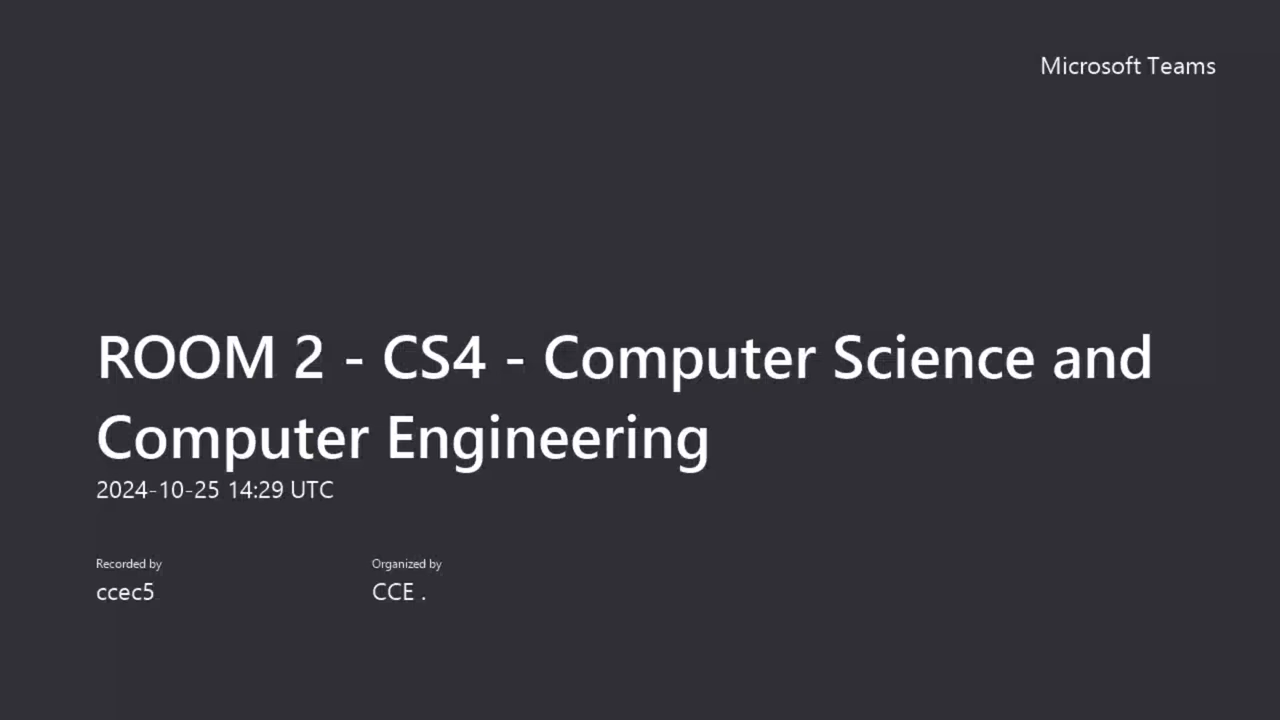 Microsoft Teams
ROOM 2 - CS4 - Computer Science and
Computer Engineering
2024-10-25 14:29 UTC
Recorded by
ccec5
Organized by
CCE .